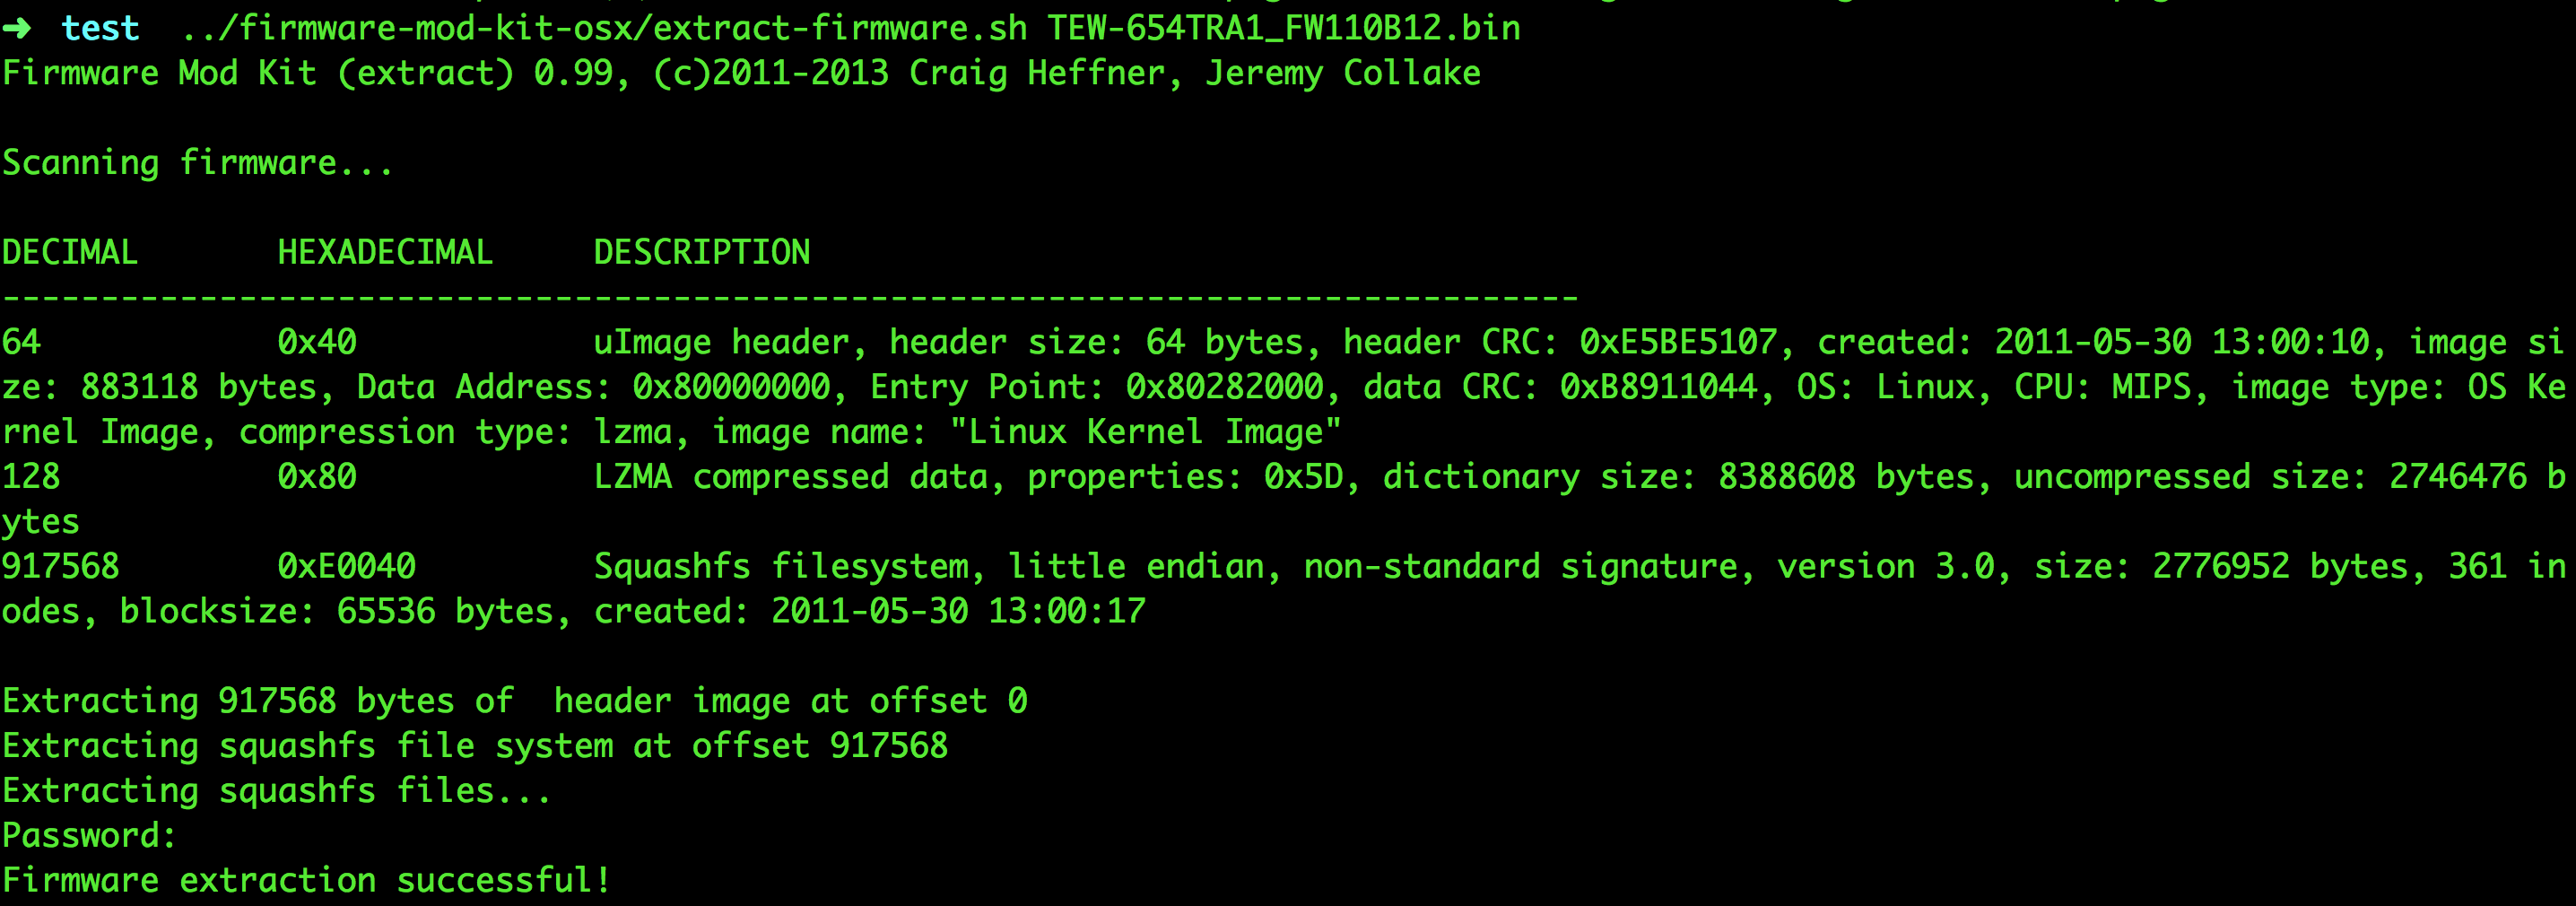 ➜  test  ../firmware-mod-kit-osx/extract-firmware.sh TEW-654TRA1_FW110B12.bin
Firmware Mod Kit (extract) 0.99, (c)2011-2013 Craig Heffner, Jeremy Collake
Scanning firmware...
DECIMAL       HEXADECIMAL     DESCRIPTION
--------------------------------------------------------------------------------
64            0x40            uImage header, header size: 64 bytes, header CRC: 0xE5BE5107, created: 2011-05-30 13:00:10, image si
ze: 883118 bytes, Data Address: 0x80000000, Entry Point: 0x80282000, data CRC: 0xB8911044, OS: Linux, CPU: MIPS, image type: OS Ke
rnel Image, compression type: lzma, image name: "Linux Kernel Image"
128           0x80            LZMA compressed data, properties: 0x5D, dictionary size: 8388608 bytes, uncompressed size: 2746476 b
ytes
917568        0xE0040         Squashfs filesystem, little endian, non-standard signature, version 3.0, size: 2776952 bytes, 361 in
odes, blocksize: 65536 bytes, created: 2011-05-30 13:00:17
Extracting 917568 bytes of  header image at offset 0
Extracting squashfs file system at offset 917568
Extracting squashfs files...
Password:
Firmware extraction successful!